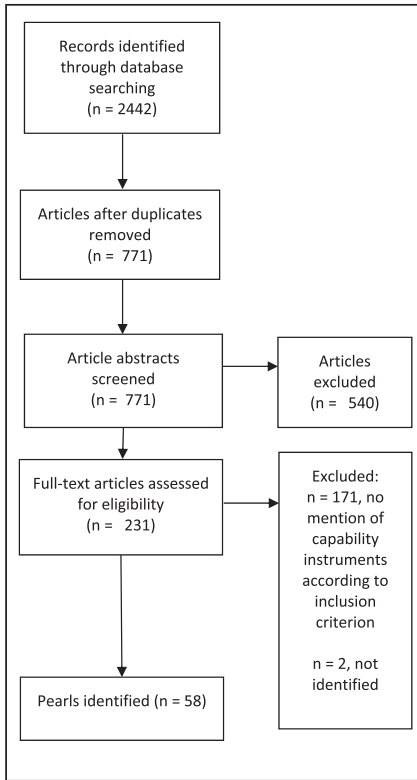 Records identified
through database
searching
(n = 2442)
Articles after duplicates
removed
(n = 771)
Article abstracts
screened
(n = 771)
Articles
excluded
(n = 540)
Full-text articles assessed
for eligibility
(n = 231)
Excluded:
n = 171, no
mention of
capability
instruments
according to
inclusion
criterion
n = 2, not
identified
Pearls identified (n = 58)